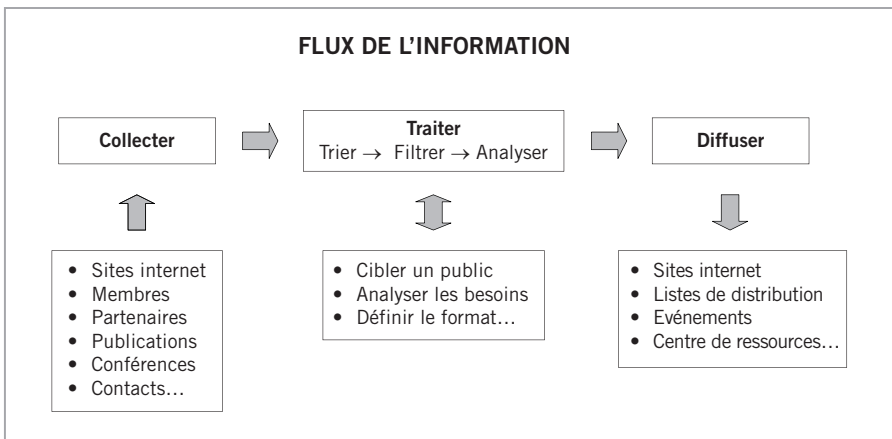 FLUX DE L'INFORMATION
Collecter
Traiter
Trier → Filtrer → Analyser
Diffuser
• Sites internet
• Membres
• Partenaires
• Publications
• Conférences
• Contacts…
• Cibler un public
• Analyser les besoins
• Définir le format…
• Sites internet
• Listes de distribution
• Evénements
• Centre de ressources…